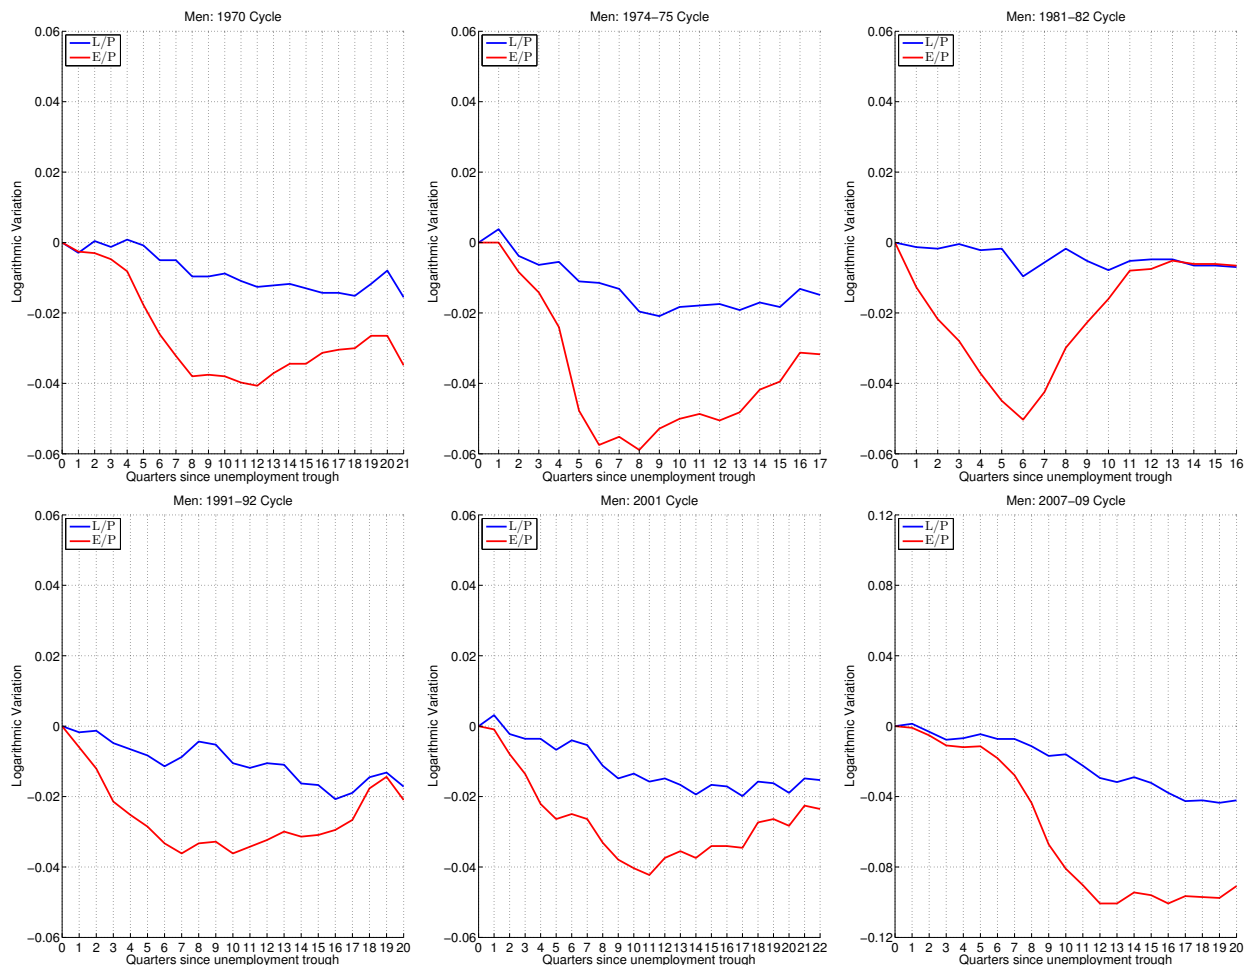 Men: 1970 Cycle
L/P
E/P
0.06
0.04
0.02
0
−0.02
−0.04
−0.06
Logarithmic Variation
0 1 2 3 4 5 6 7 8 9 10 11 12 13 14 15 16 17 18 19 20 21
Quarters since unemployment trough
Men: 1974−75 Cycle
L/P
E/P
0.06
0.04
0.02
0
−0.02
−0.04
−0.06
Logarithmic Variation
0 1 2 3 4 5 6 7 8 9 10 11 12 13 14 15 16 17
Quarters since unemployment trough
Men: 1981−82 Cycle
L/P
E/P
0.06
0.04
0.02
0
−0.02
−0.04
−0.06
Logarithmic Variation
0 1 2 3 4 5 6 7 8 9 10 11 12 13 14 15 16
Quarters since unemployment trough
Men: 1991−92 Cycle
L/P
E/P
0.06
0.04
0.02
0
−0.02
−0.04
−0.06
Logarithmic Variation
0 1 2 3 4 5 6 7 8 9 10 11 12 13 14 15 16 17 18 19 20
Quarters since unemployment trough
Men: 2001 Cycle
L/P
E/P
0.06
0.04
0.02
0
−0.02
−0.04
−0.06
Logarithmic Variation
0 1 2 3 4 5 6 7 8 9 10 11 12 13 14 15 16 17 18 19 20 21 22
Quarters since unemployment trough
Men: 2007−09 Cycle
L/P
E/P
0.12
0.08
0.04
0
−0.04
−0.08
−0.12
Logarithmic Variation
0 1 2 3 4 5 6 7 8 9 10 11 12 13 14 15 16 17 18 19 20
Quarters since unemployment trough